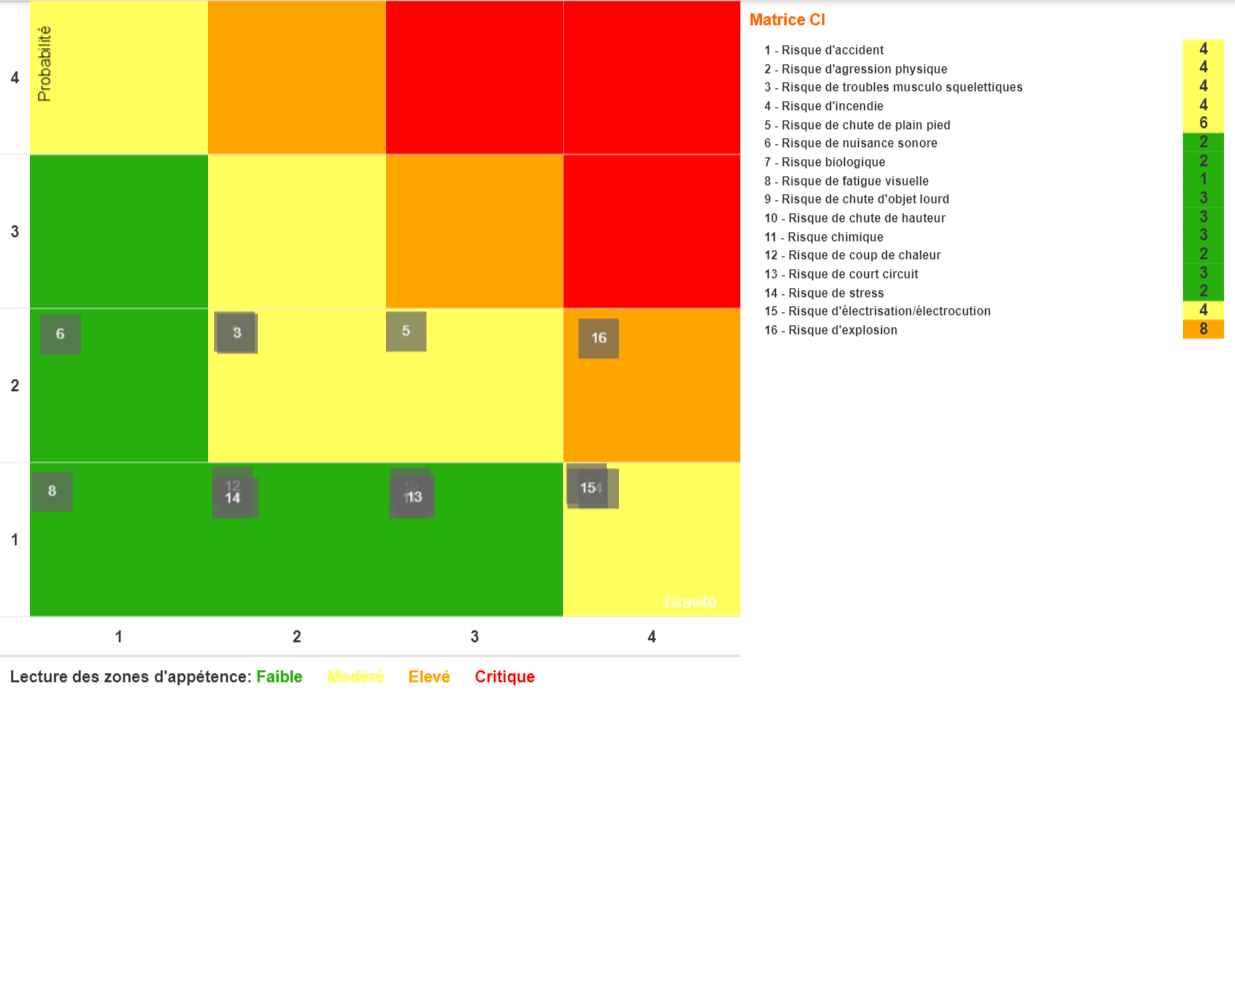 Probabilité
4
3
2
1
6
3
5
16
8
12
14
10
13
15
4
Gravité
1
2
3
4
Lecture des zones d'appétence: Faible Modéré Elevé Critique
Matrice CI
1 - Risque d'accident 4
2 - Risque d'agression physique 4
3 - Risque de troubles musculo squelettiques 4
4 - Risque d'incendie 4
5 - Risque de chute de plain pied 6
6 - Risque de nuisance sonore 2
7 - Risque biologique 2
8 - Risque de fatigue visuelle 1
9 - Risque de chute d'objet lourd 3
10 - Risque de chute de hauteur 3
11 - Risque chimique 3
12 - Risque de coup de chaleur 2
13 - Risque de court circuit 3
14 - Risque de stress 2
15 - Risque d'électrisation/électrocution 4
16 - Risque d'explosion 8